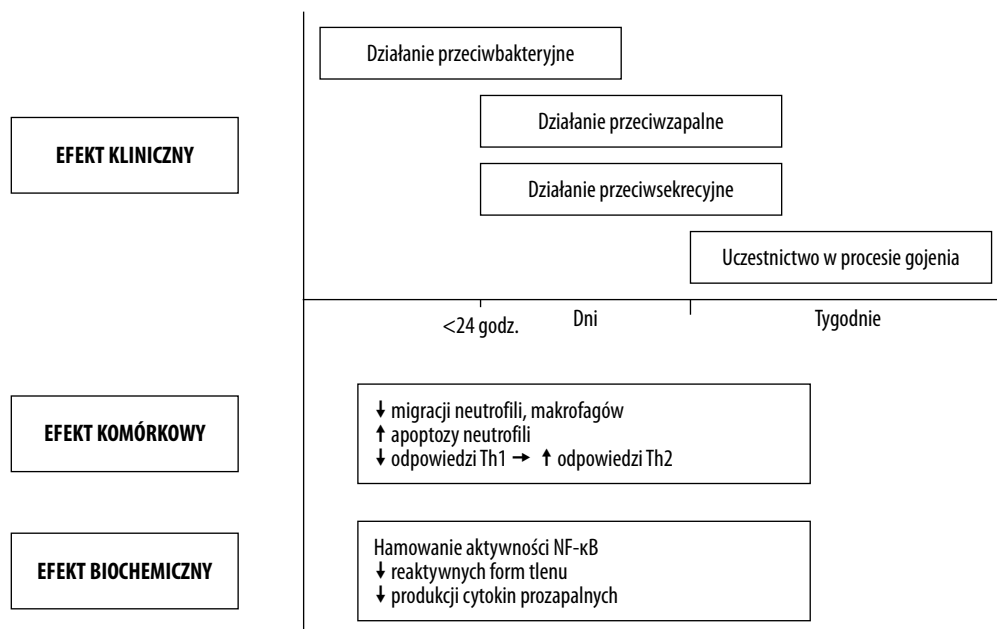 Działanie przeciwbakteryjne
Działanie przeciwzapalne
EFEKT KLINICZNY
Działanie przeciwsekrecyjne
Uczestnictwo w procesie gojenia
<24 godz.
Dni
Tygodnie
EFEKT KOMÓRKOWY
↓ migracji neutrofili, makrofagów
↑ apoptozy neutrofili
↓ odpowiedzi Th1 → ↑ odpowiedzi Th2
EFEKT BIOCHEMICZNY
Hamowanie aktywności NF-κB
↓ reaktywnych form tlenu
↓ produkcji cytokin prozapalnych